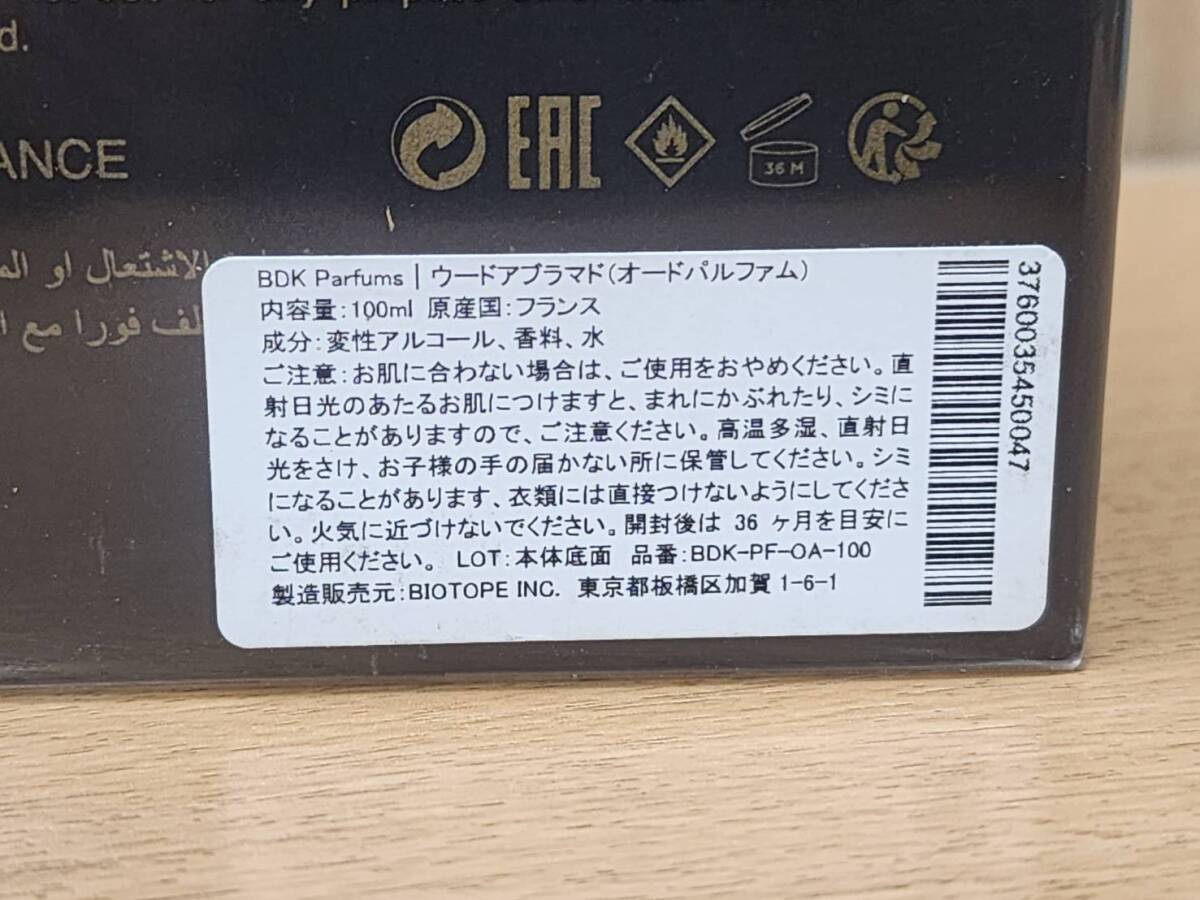 d.
ANCE
EAC
36 M
الاشتعال او
فورا مع
BDK Parfums | ウードアブラマド(オードパルファム)
内容量:100ml 原産国:フランス
成分:変性アルコール、香料、水
ご注意:お肌に合わない場合は、ご使用をおやめください。直
射日光のあたるお肌につけますと、まれにかぶれたり、シミに
なることがありますので、ご注意ください。高温多湿、直射日
光をさけ、お子様の手の届かない所に保管してください。シミ
になることがあります、衣類には直接つけないようにしてくださ
い。火気に近づけないでください。開封後は 36 ヶ月を目安に
ご使用ください。 LOT:本体底面 品番:BDK-PF-OA-100
製造販売元:BIOTOPE INC. 東京都板橋区加賀 1-6-1
3760035450047